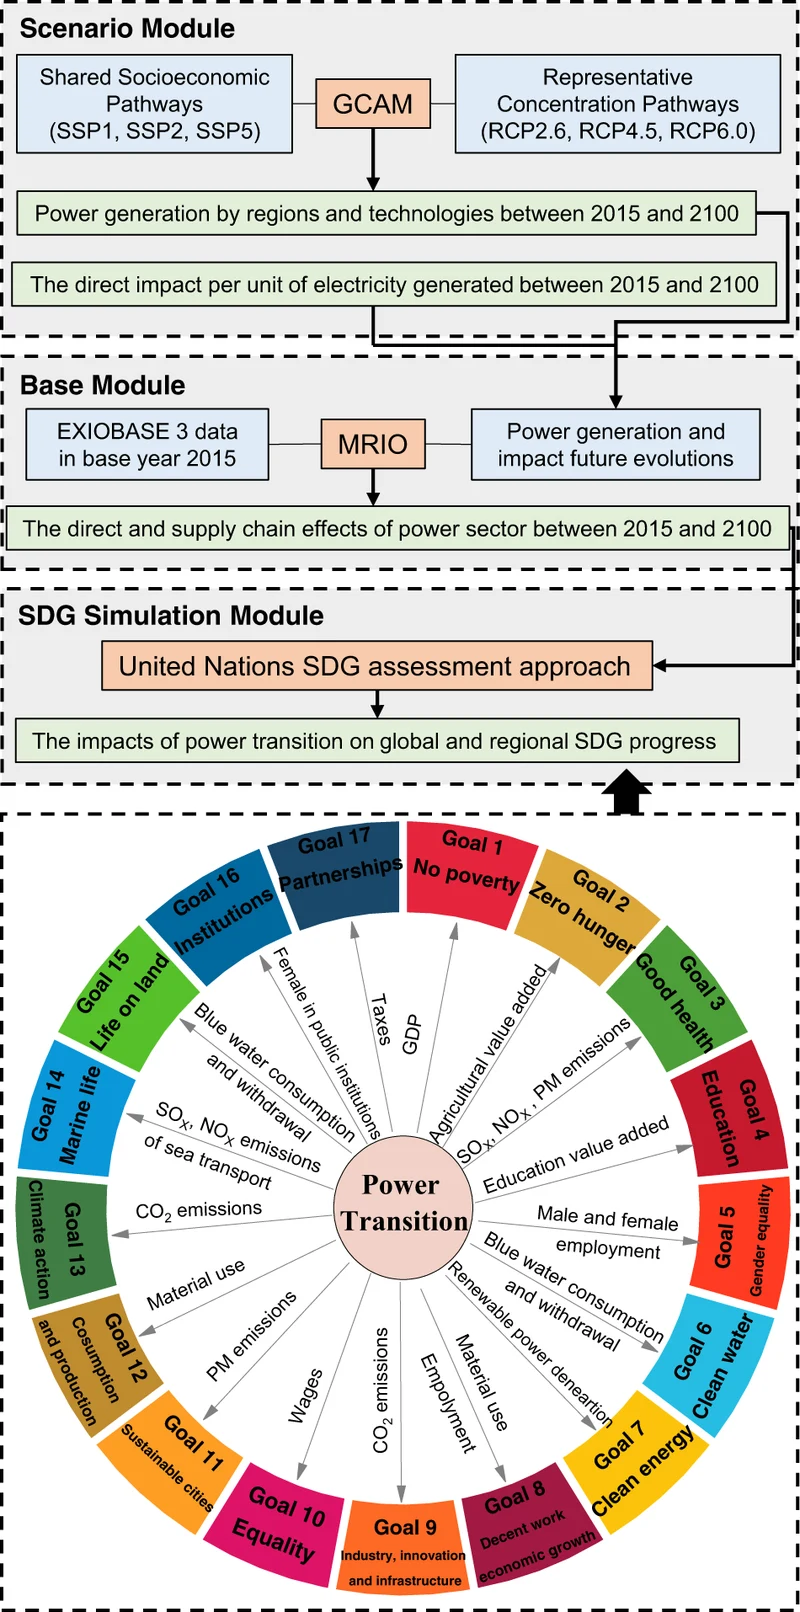 Scenario Module
Shared Socioeconomic
Pathways
(SSP1, SSP2, SSP5)
GCAM
Representative
Concentration Pathways
(RCP2.6, RCP4.5, RCP6.0)
Power generation by regions and technologies between 2015 and 2100
The direct impact per unit of electricity generated between 2015 and 2100
Base Module
EXIOBASE 3 data
in base year 2015
MRIO
Power generation and
impact future evolutions
The direct and supply chain effects of power sector between 2015 and 2100
SDG Simulation Module
United Nations SDG assessment approach
The impacts of power transition on global and regional SDG progress
Power
Transition
Goal 1
No poverty
GDP
Goal 2
Zero hunger
Agricultural value added
Goal 3
Good health
SOX, NOX , PM emissions
Goal 4
Education
Education value added
Goal 5
Gender equality
Male and female
employment
Goal 6
Clean water
Blue water consumption
and withdrawal
Goal 7
Clean energy
Renewable power deneartion
Goal 8
Decent work
economic growth
Material use
Empolyment
Goal 9
Industry, innovation
and infrastructure
CO2 emissions
Goal 10
Equality
Wages
Goal 11
Sustainable cities
PM emissions
Goal 12
Cosumption
and production
Material use
Goal 13
Climate action
CO2 emissions
Goal 14
Marine life
SOX, NOX emissions
of sea transport
Goal 15
Life on land
Blue water consumption
and withdrawal
Goal 16
Institutions
Female in public institutions
Goal 17
Partnerships
Taxes